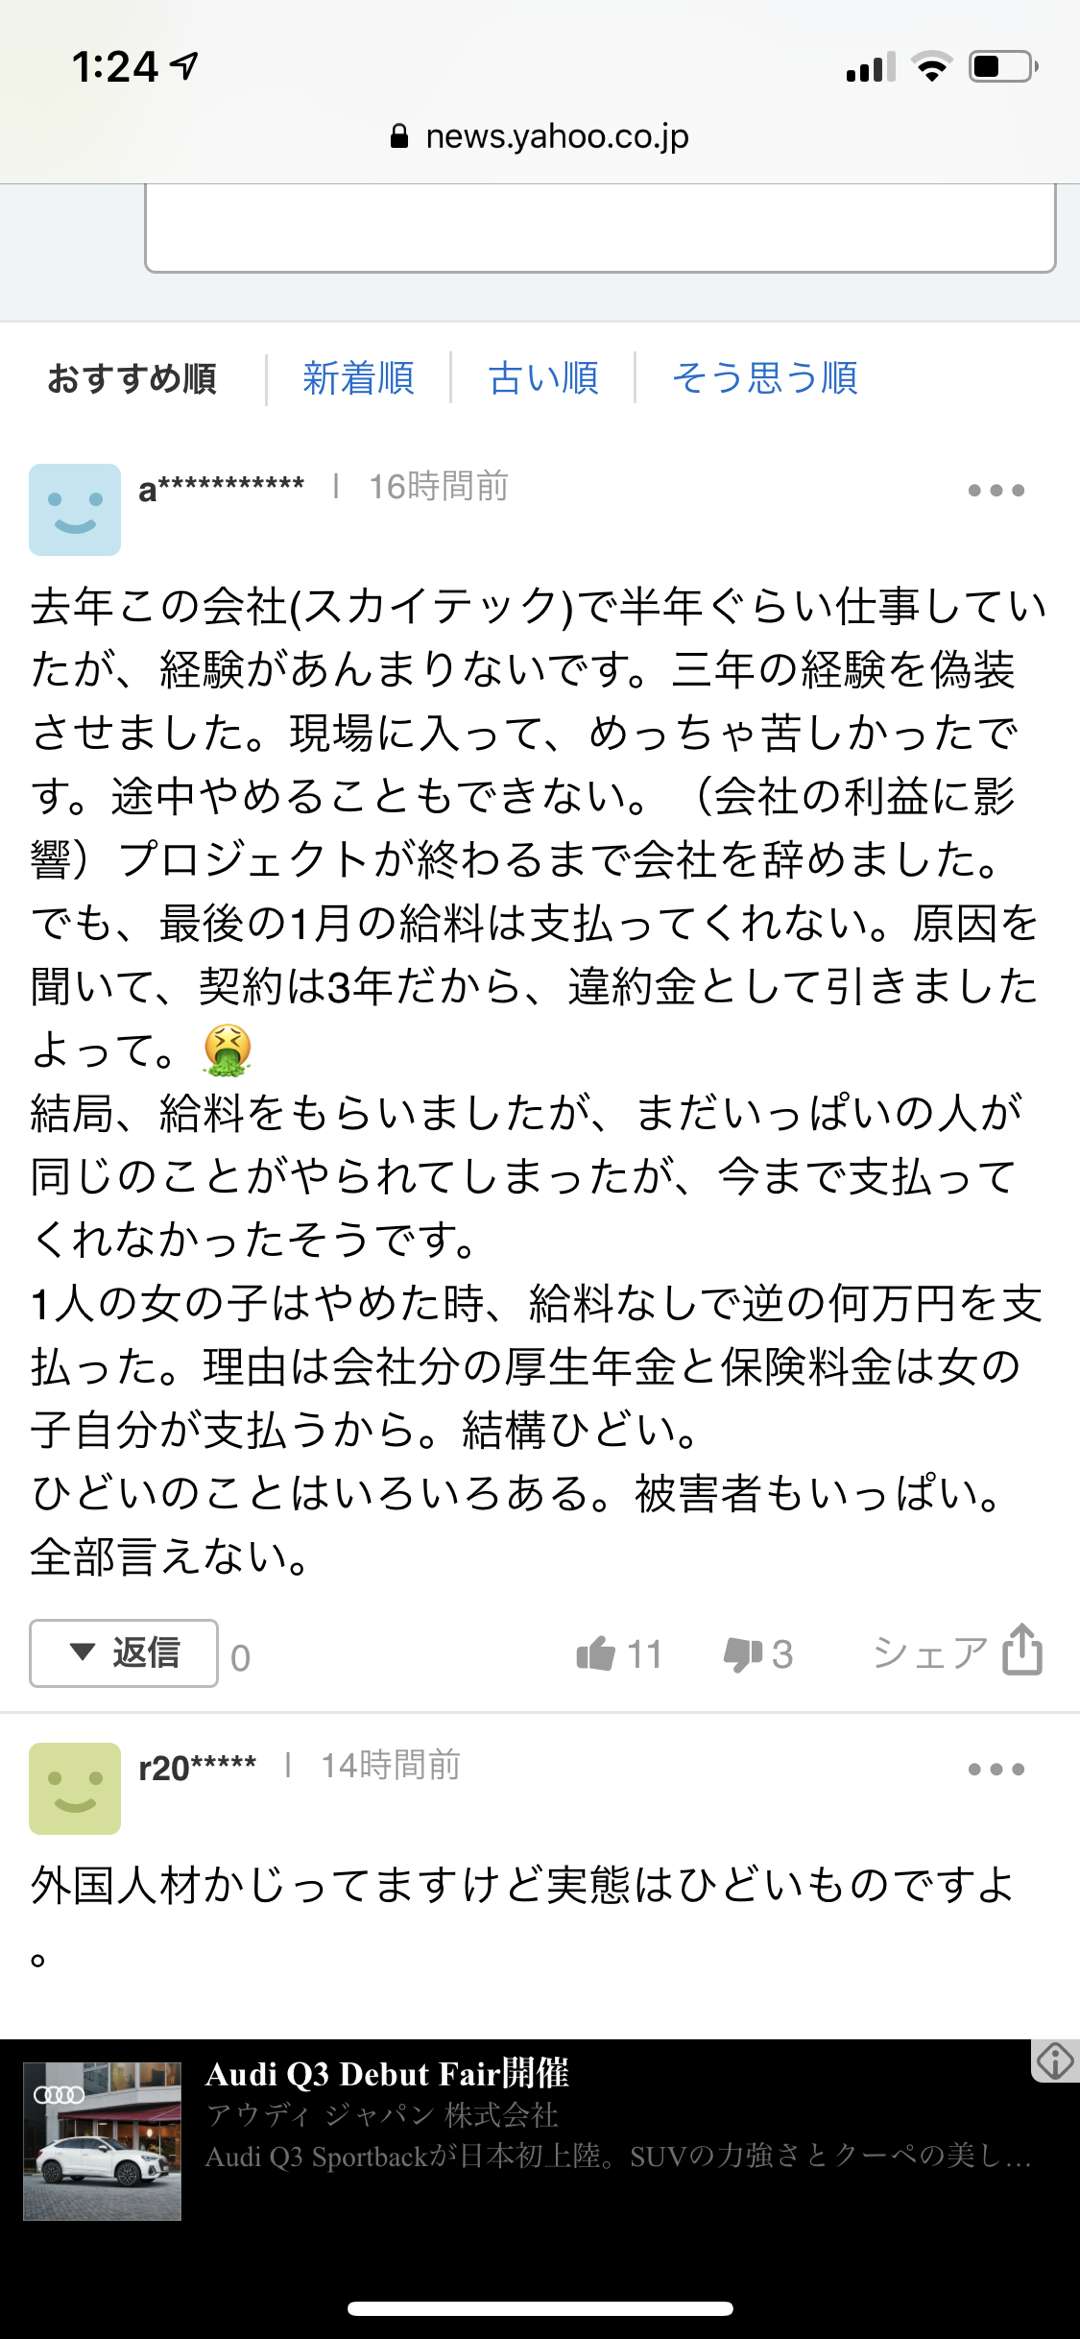 1:24
news.yahoo.co.jp
おすすめ順 新着順 古い順 そう思う順
a*********** | 16時間前
去年この会社(スカイテック)で半年ぐらい仕事してい
たが、経験があんまりないです。三年の経験を偽装
させました。現場に入って、めっちゃ苦しかったで
す。途中やめることもできない。（会社の利益に影
響）プロジェクトが終わるまで会社を辞めました。
でも、最後の1月の給料は支払ってくれない。原因を
聞いて、契約は3年だから、違約金として引きました
よって。🤮
結局、給料をもらいましたが、まだいっぱいの人が
同じのことがやられてしまったが、今まで支払って
くれなかったそうです。
1人の女の子はやめた時、給料なしで逆の何万円を支
払った。理由は会社分の厚生年金と保険料金は女の
子自分が支払うから。結構ひどい。
ひどいのことはいろいろある。被害者もいっぱい。
全部言えない。
▼ 返信 0 11 3 シェア
r20***** | 14時間前
外国人材かじってますけど実態はひどいものですよ
。
Audi Q3 Debut Fair開催
アウディ ジャパン 株式会社
Audi Q3 Sportbackが日本初上陸。SUVの力強さとクーペの美し...